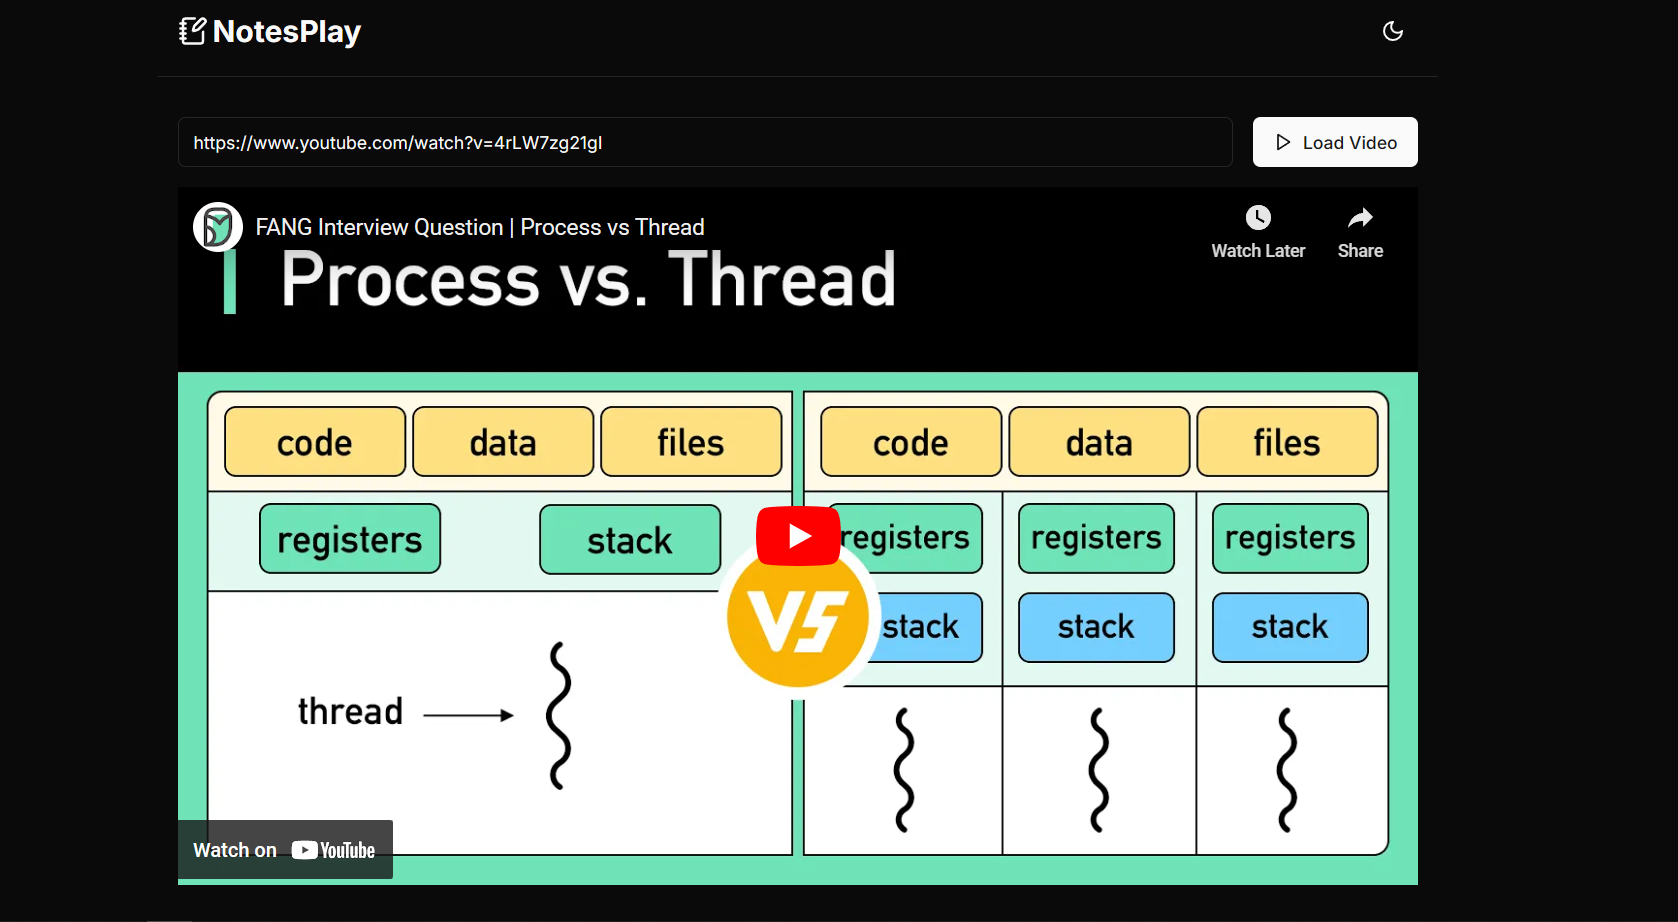 NotesPlay
https://www.youtube.com/watch?v=4rLW7zg21gI
Load Video
FANG Interview Question | Process vs Thread
Watch Later
Share
Process vs. Thread
code data files
code data files
registers stack
registers registers registers
VS
stack stack stack
thread
Watch on YouTube